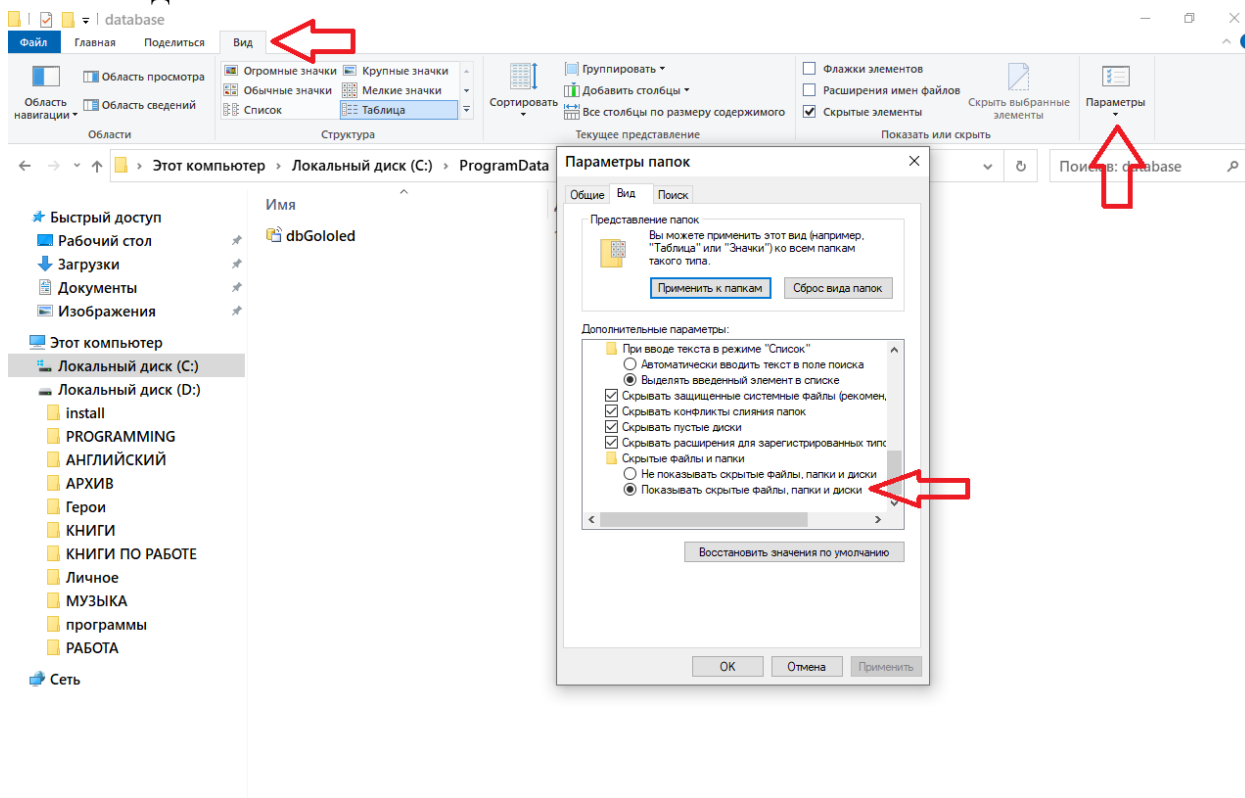 database
Файл Главная Поделиться Вид
Область навигации
Область просмотра
Область сведений
Области
Огромные значки Крупные значки
Обычные значки Мелкие значки
Список Таблица
Структура
Сортировать
Группировать
Добавить столбцы
Все столбцы по размеру содержимого
Текущее представление
Флажки элементов
Расширения имен файлов
Скрытые элементы
Скрыть выбранные
элементы
Показать или скрыть
Параметры
Этот компьютер › Локальный диск (C:) › ProgramData
Поиск в: database
Быстрый доступ
Рабочий стол
Загрузки
Документы
Изображения
Этот компьютер
Локальный диск (C:)
Локальный диск (D:)
install
PROGRAMMING
АНГЛИЙСКИЙ
АРХИВ
Герои
КНИГИ
КНИГИ ПО РАБОТЕ
Личное
МУЗЫКА
программы
РАБОТА
Сеть
Имя
dbGololed
Параметры папок
Общие Вид Поиск
Представление папок
Вы можете применить этот вид (например,
"Таблица" или "Значки") ко всем папкам
такого типа.
Применить к папкам Сброс вида папок
Дополнительные параметры:
При вводе текста в режиме "Список"
Автоматически вводить текст в поле поиска
Выделять введенный элемент в списке
Скрывать защищенные системные файлы (рекомен,
Скрывать конфликты слияния папок
Скрывать пустые диски
Скрывать расширения для зарегистрированных типо
Скрытые файлы и папки
Не показывать скрытые файлы, папки и диски
Показывать скрытые файлы, папки и диски
Восстановить значения по умолчанию
OK Отмена Применить